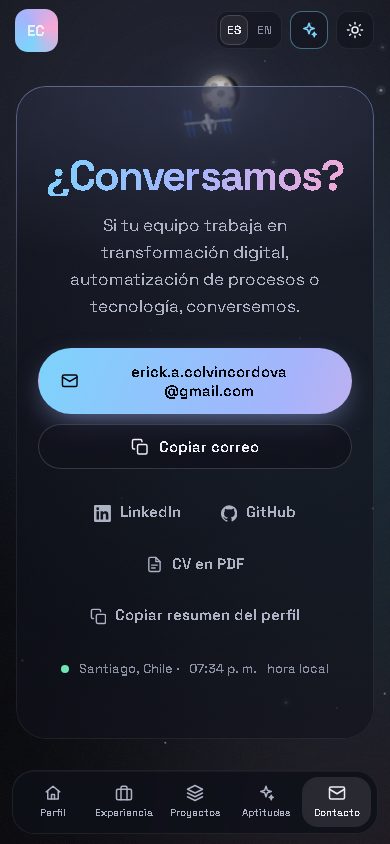 EC
ES EN
¿Conversamos?
Si tu equipo trabaja en
transformación digital,
automatización de procesos o
tecnología, conversemos.
erick.a.colvincordova
@gmail.com
Copiar correo
LinkedIn GitHub
CV en PDF
Copiar resumen del perfil
Santiago, Chile · 07:34 p. m. hora local
Perfil Experiencia Proyectos Aptitudes Contacto